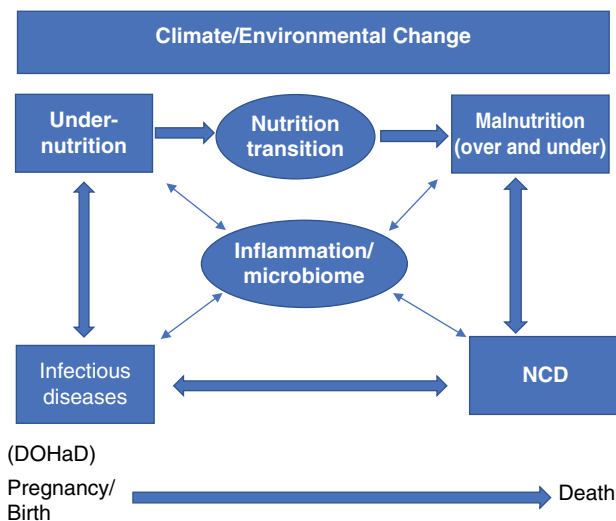 Climate/Environmental Change
Under-
nutrition
Nutrition
transition
Malnutrition
(over and under)
Inflammation/
microbiome
Infectious
diseases
NCD
(DOHaD)
Pregnancy/
Birth
Death